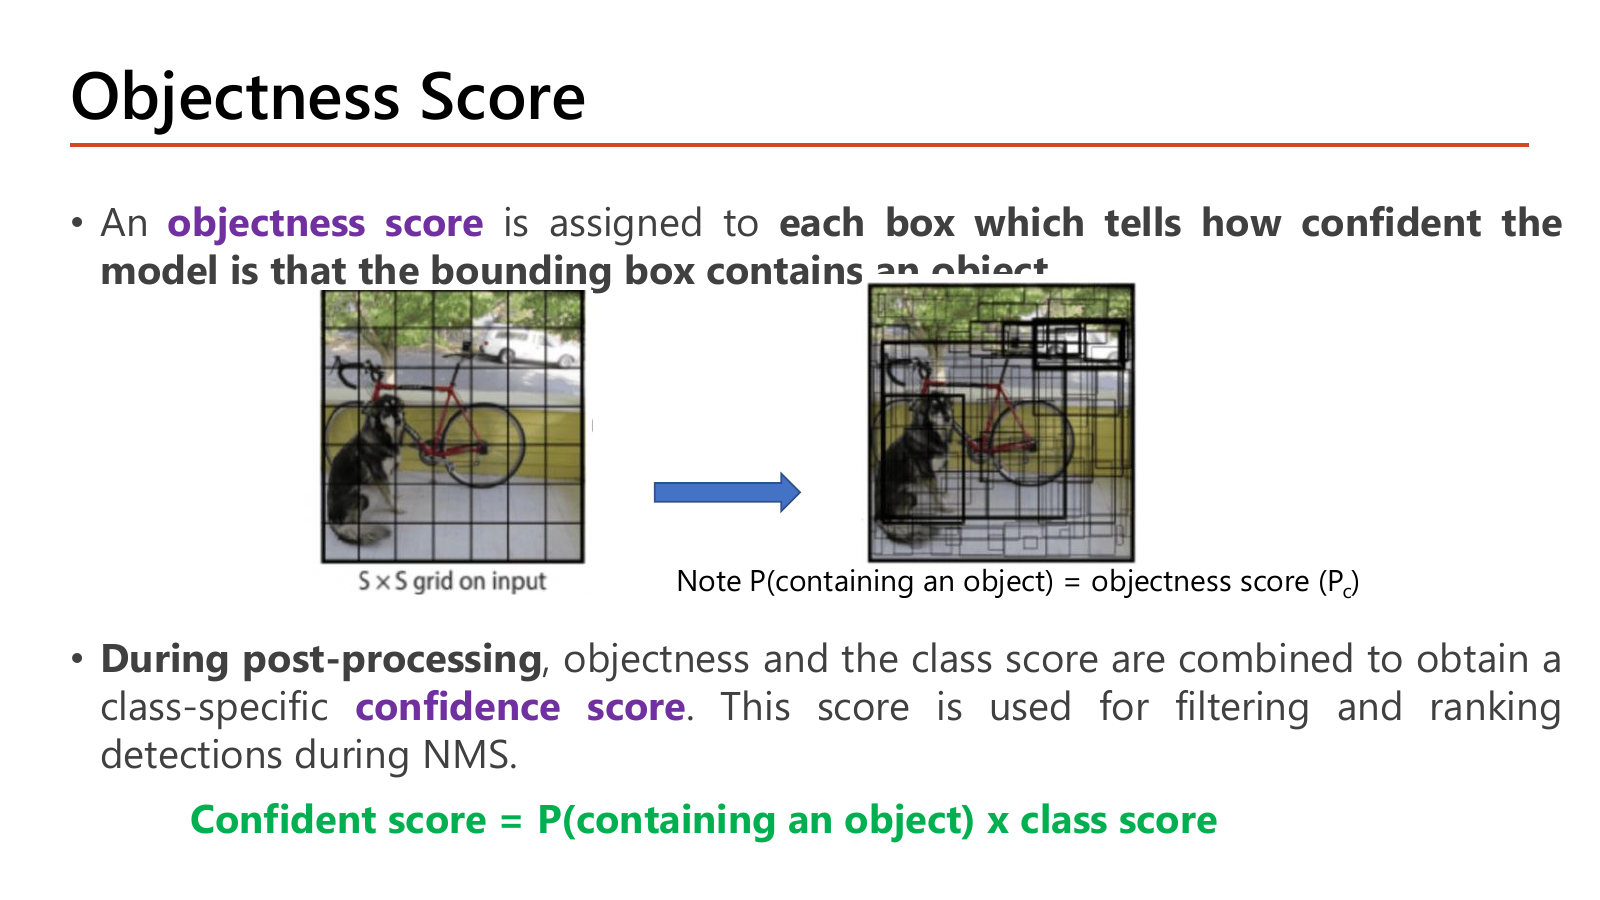 Objectness Score
• An objectness score is assigned to each box which tells how confident the
model is that the bounding box contains an object
S × S grid on input
Note P(containing an object) = objectness score (Pc)
• During post-processing, objectness and the class score are combined to obtain a
class-specific confidence score. This score is used for filtering and ranking
detections during NMS.
Confident score = P(containing an object) x class score